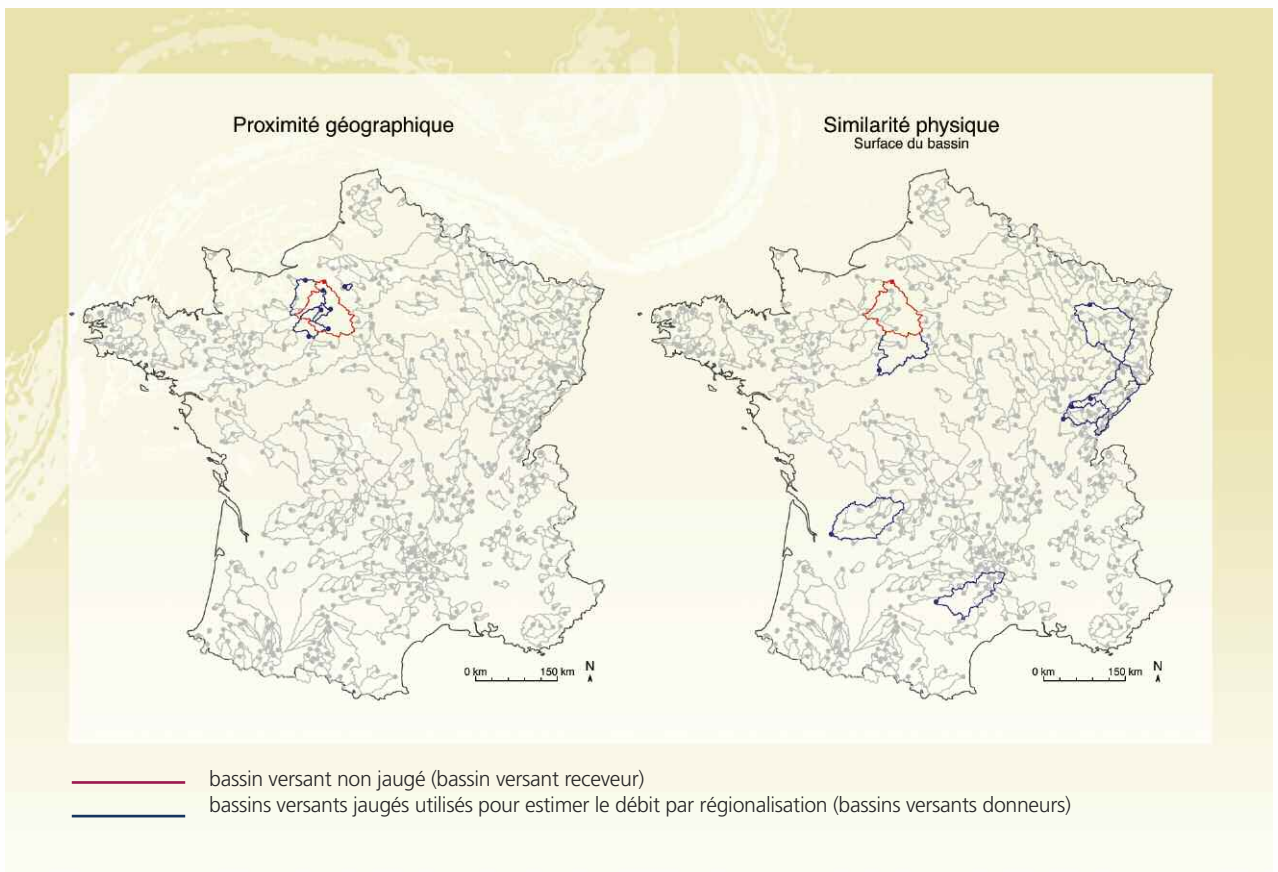 Proximité géographique
Similarité physique
Surface du bassin
0 km 150 km N
0 km 150 km N
bassin versant non jaugé (bassin versant receveur)
bassins versants jaugés utilisés pour estimer le débit par régionalisation (bassins versants donneurs)